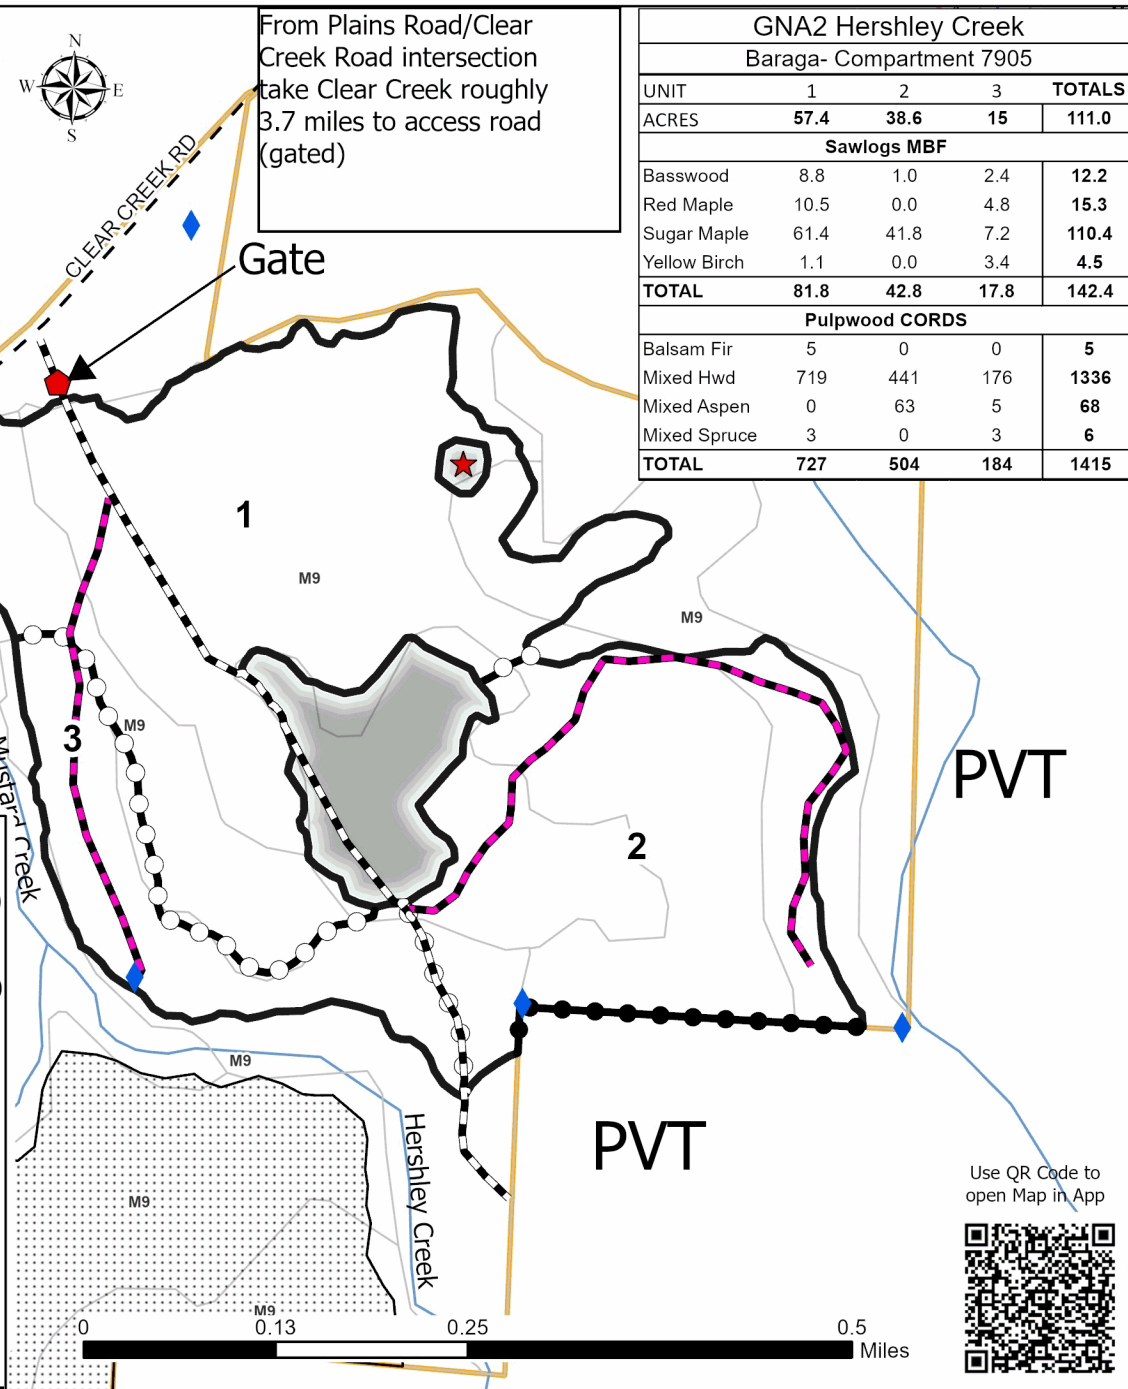 From Plains Road/Clear
Creek Road intersection
take Clear Creek roughly
3.7 miles to access road
(gated)
GNA2 Hershley Creek
Baraga- Compartment 7905
UNIT 1 2 3 TOTALS
ACRES 57.4 38.6 15 111.0
Sawlogs MBF
Basswood 8.8 1.0 2.4 12.2
Red Maple 10.5 0.0 4.8 15.3
Sugar Maple 61.4 41.8 7.2 110.4
Yellow Birch 1.1 0.0 3.4 4.5
TOTAL 81.8 42.8 17.8 142.4
Pulpwood CORDS
Balsam Fir 5 0 0 5
Mixed Hwd 719 441 176 1336
Mixed Aspen 0 63 5 68
Mixed Spruce 3 0 3 6
TOTAL 727 504 184 1415
N
W E
S
CLEAR CREEK RD
Gate
1
M9
M9
M9
3
2
PVT
Mustard Creek
M9
PVT
Hershley Creek
M9
M9
Use QR Code to
open Map in App
0 0.13 0.25 0.5
Miles